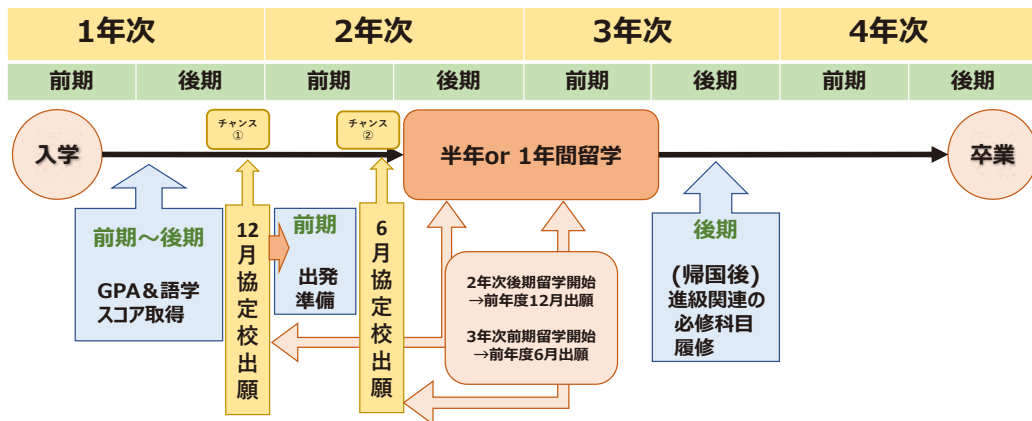 1年次 2年次 3年次 4年次
前期 後期 前期 後期 前期 後期 前期 後期
チャンス
①
チャンス
②
入学
半年or 1年間留学
卒業
前期～後期
GPA&語学
スコア取得
12月協定校出願
前期
出発
準備
6月協定校出願
2年次後期留学開始
→前年度12月出願
3年次前期留学開始
→前年度6月出願
後期
(帰国後)
進級関連の
必修科目
履修